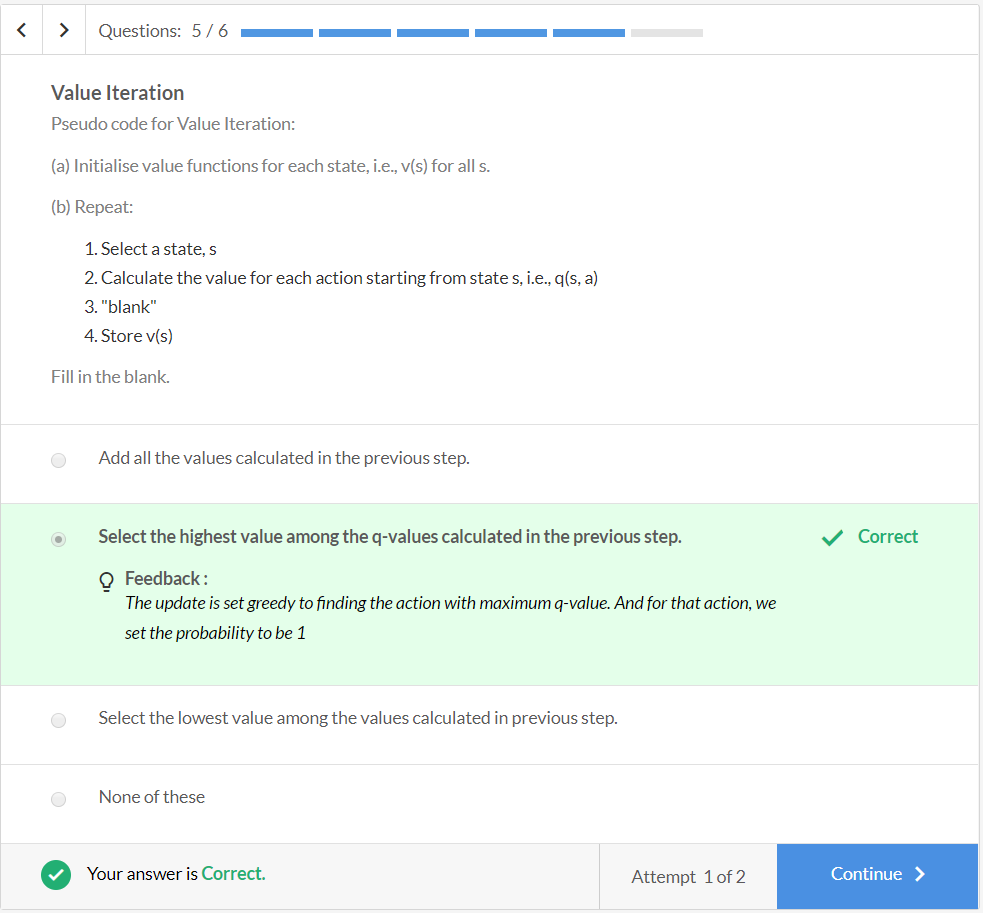 Questions: 5 / 6
Value Iteration
Pseudo code for Value Iteration:
(a) Initialise value functions for each state, i.e., v(s) for all s.
(b) Repeat:
1. Select a state, s
2. Calculate the value for each action starting from state s, i.e., q(s, a)
3. "blank"
4. Store v(s)
Fill in the blank.
Add all the values calculated in the previous step.
Select the highest value among the q-values calculated in the previous step.
Correct
Feedback :
The update is set greedy to finding the action with maximum q-value. And for that action, we
set the probability to be 1
Select the lowest value among the values calculated in previous step.
None of these
Your answer is Correct.
Attempt 1 of 2
Continue